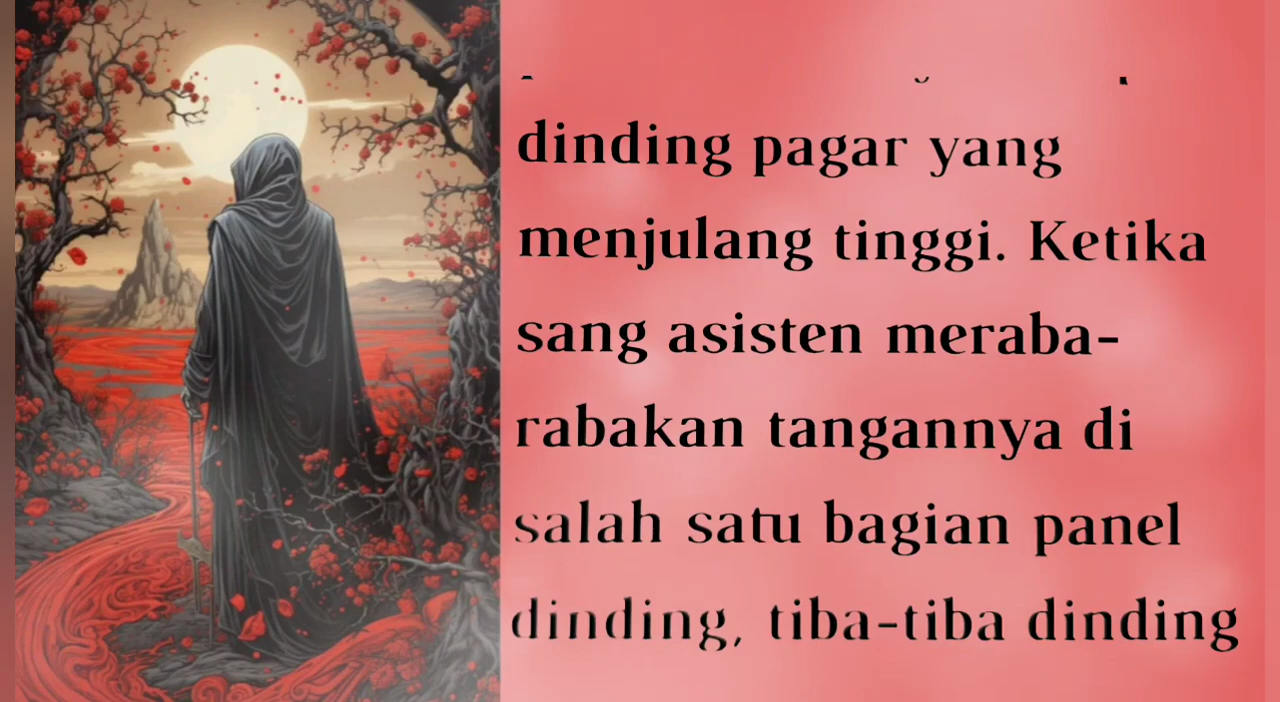 dinding pagar yang
menjulang tinggi. Ketika
sang asisten meraba-
rabakan tangannya di
salah satu bagian panel
dinding, tiba-tiba dinding